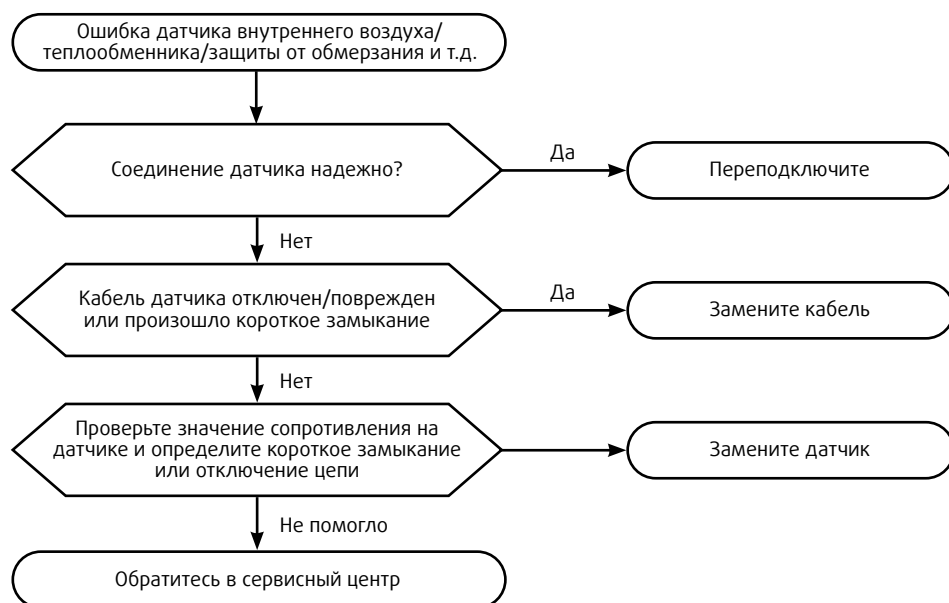 Ошибка датчика внутреннего воздуха/
теплообменника/защиты от обмерзания и т.д.
Соединение датчика надежно?
Да
Переподключите
Нет
Кабель датчика отключен/поврежден
или произошло короткое замыкание
Да
Замените кабель
Нет
Проверьте значение сопротивления на
датчике и определите короткое замыкание
или отключение цепи
Замените датчик
Не помогло
Обратитесь в сервисный центр